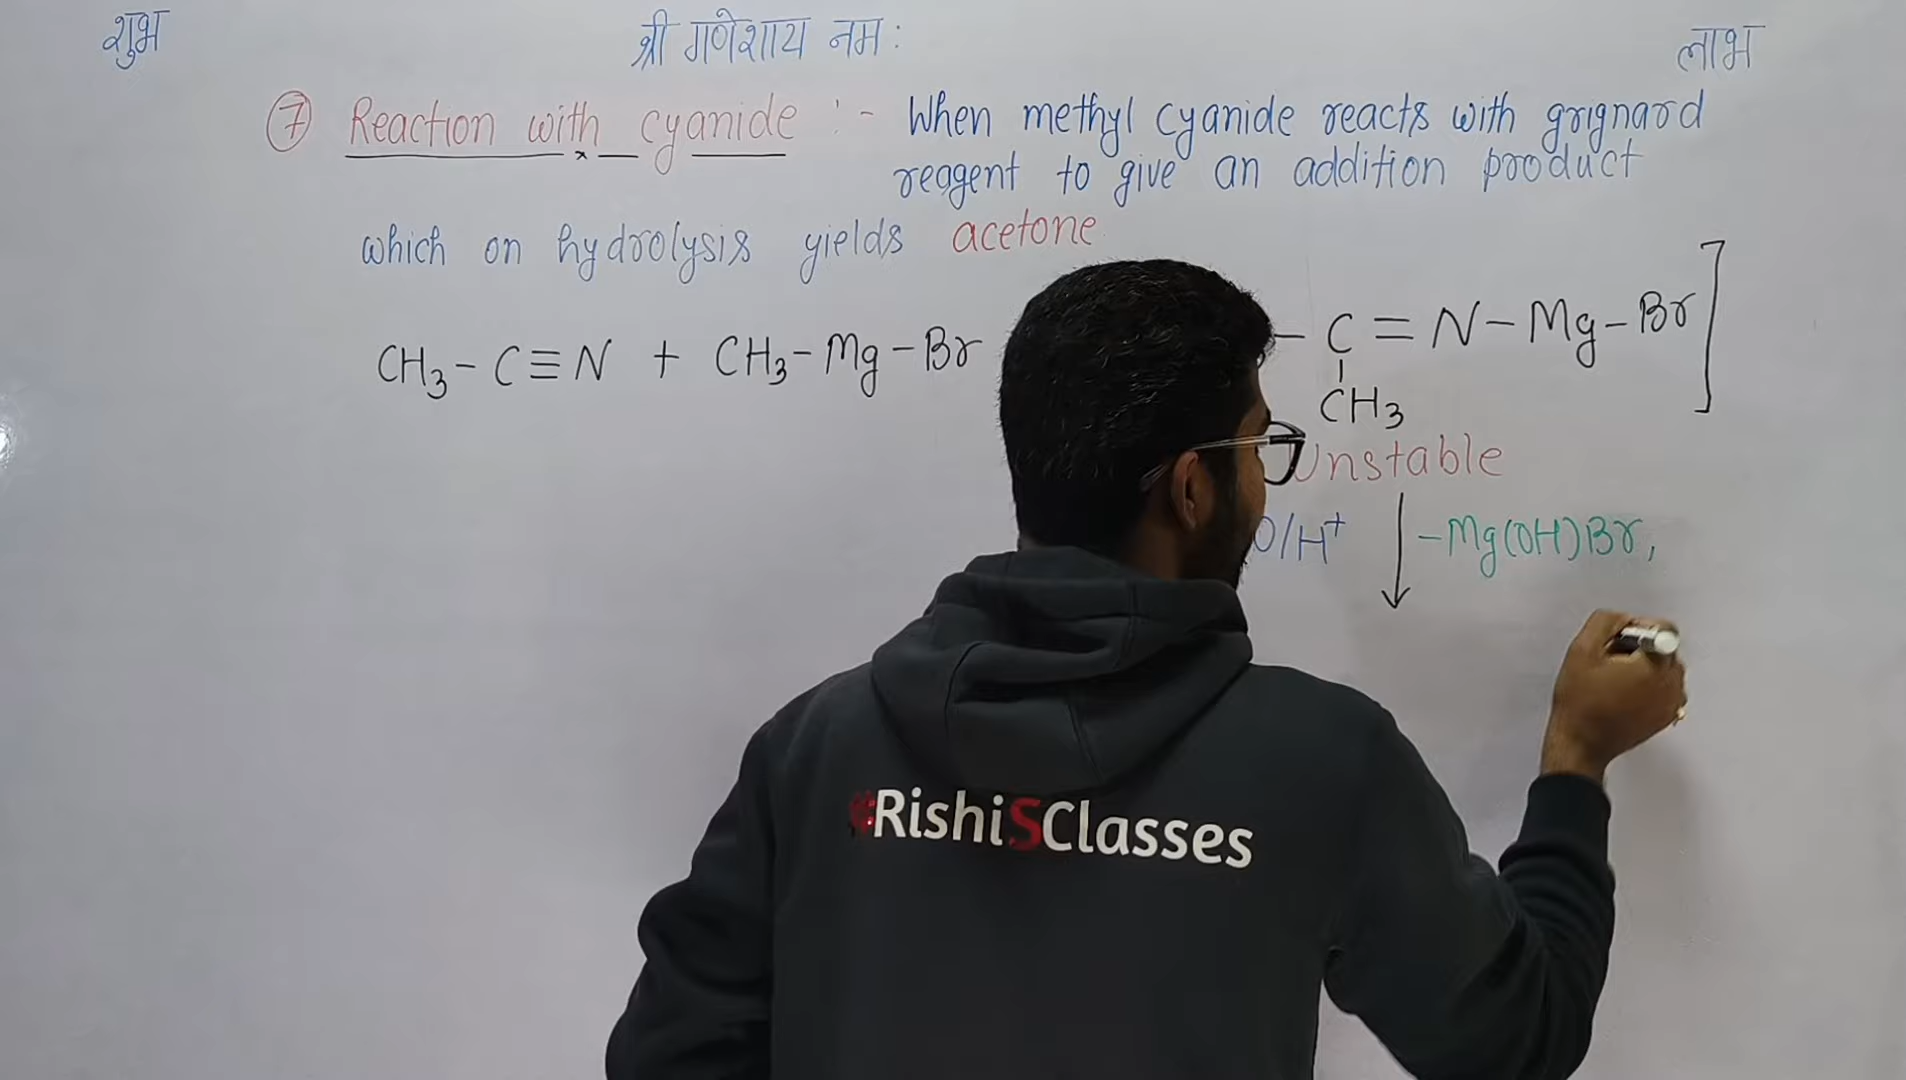 शुभ श्री गणेशाय नम: लाभ
⑦ Reaction with cyanide :- When methyl cyanide reacts with grignard
reagent to give an addition product
which on hydrolysis yields acetone
CH₃-C≡N + CH₃-Mg-Br -C=N-Mg-Br]
CH₃
Unstable
O/H⁺ ↓ -Mg(OH)Br,
#RishiSClasses